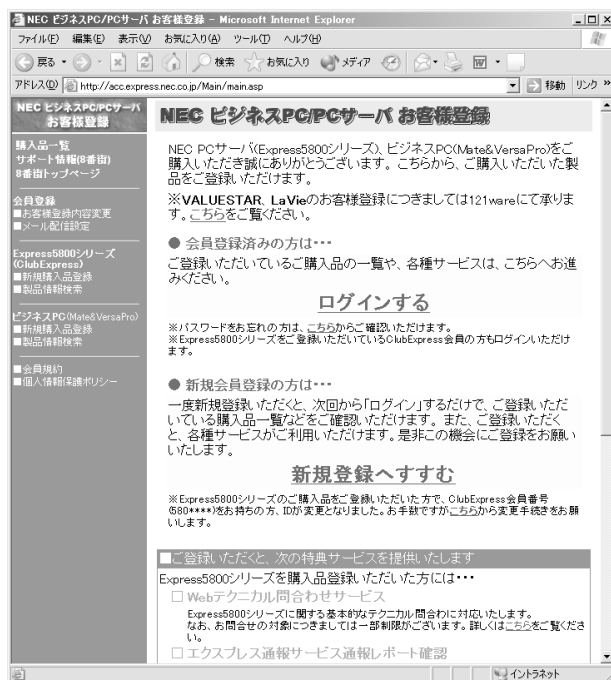 NEC ビジネスPC/PCサーバ お客様登録 - Microsoft Internet Explorer
ファイル(F) 編集(E) 表示(V) お気に入り(A) ツール(T) ヘルプ(H)
戻る 検索 お気に入り メディア
アドレス(D) http://acc.express.nec.co.jp/Main/main.asp 移動 リンク »
NEC ビジネスPC/PCサーバ
お客様登録
購入品一覧
サポート情報(8番街)
8番街トップページ
会員登録
■お客様登録内容変更
■メール配信設定
Express5800シリーズ
(ClubExpress)
■新規購入品登録
■製品情報検索
ビジネスPC(Mate&VersaPro)
■新規購入品登録
■製品情報検索
■会員規約
■個人情報保護ポリシー
NEC ビジネスPC/PCサーバ お客様登録
NEC PCサーバ(Express5800シリーズ)、ビジネスPC(Mate&VersaPro)をご
購入いただき誠にありがとうございます。こちらから、ご購入いただいた製
品をご登録いただけます。
※VALUESTAR、LaVieのお客様登録につきましては121wareにて承りま
す。こちらをご覧ください。
● 会員登録済みの方は・・・
ご登録いただいているご購入品の一覧や、各種サービスは、こちらへお進
みください。
ログインする
※パスワードをお忘れの方は、こちらからご確認いただけます。
※Express5800シリーズをご登録いただいているClubExpress会員の方もログインいただけ
ます。
● 新規会員登録の方は・・・
一度新規登録いただくと、次回から「ログイン」するだけで、ご登録いただ
いている購入品一覧などをご確認いただけます。また、ご登録いただく
と、各種サービスがご利用いただけます。是非この機会にご登録をお願い
いたします。
新規登録へすすむ
※Express5800シリーズのご購入品をご登録いただいた方で、ClubExpress会員番号
(580****)をお持ちの方、IDが変更となりました。お手数ですがこちらから変更手続きをお願
いします。
■ご登録いただくと、次の特典サービスを提供いたします
Express5800シリーズを購入品登録いただいた方には・・・
□ Webテクニカル問合わせサービス
Express5800シリーズに関する基本的なテクニカル問合わに対応いたします。
なお、お問合せの対象につきましては一部制限がございます。詳しくはこちらをご覧くださ
い。
□ エクスプレス通報サービス通報レポート確認
イントラネット